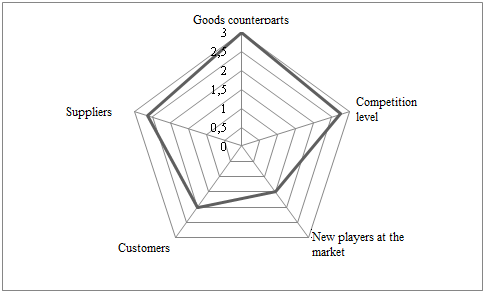 Goods counterparts
3
2,5
2
1,5
1
0,5
0
Suppliers
Competition
level
Customers
New players at the
market